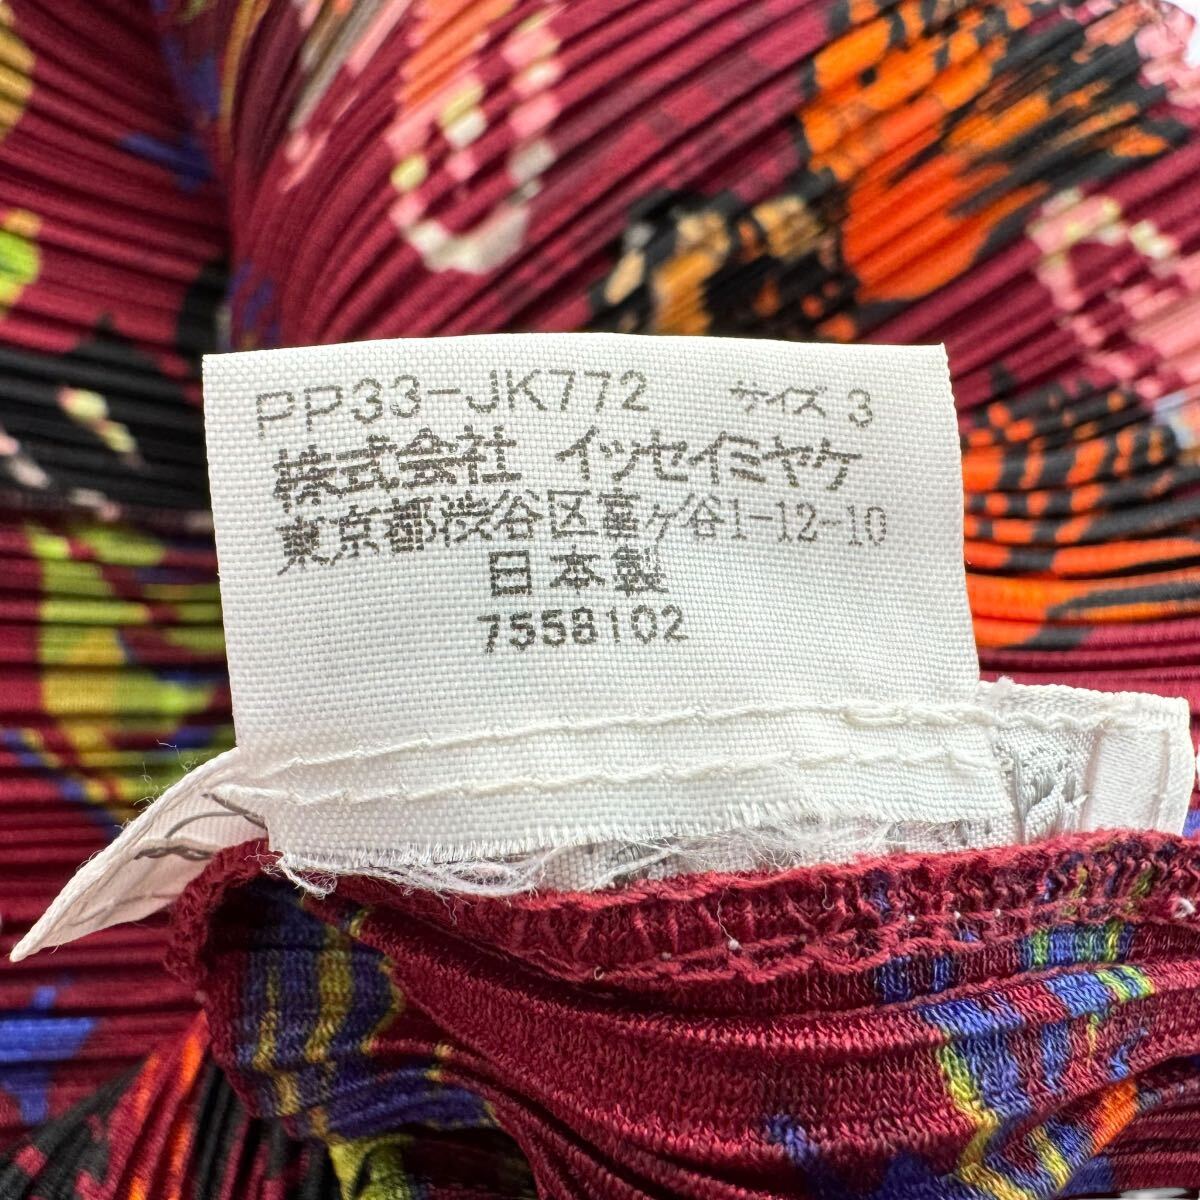 PP33-JK772 サイズ 3
株式会社 イッセイミヤケ
東京都渋谷区富ヶ谷1-12-10
日本製
7558102